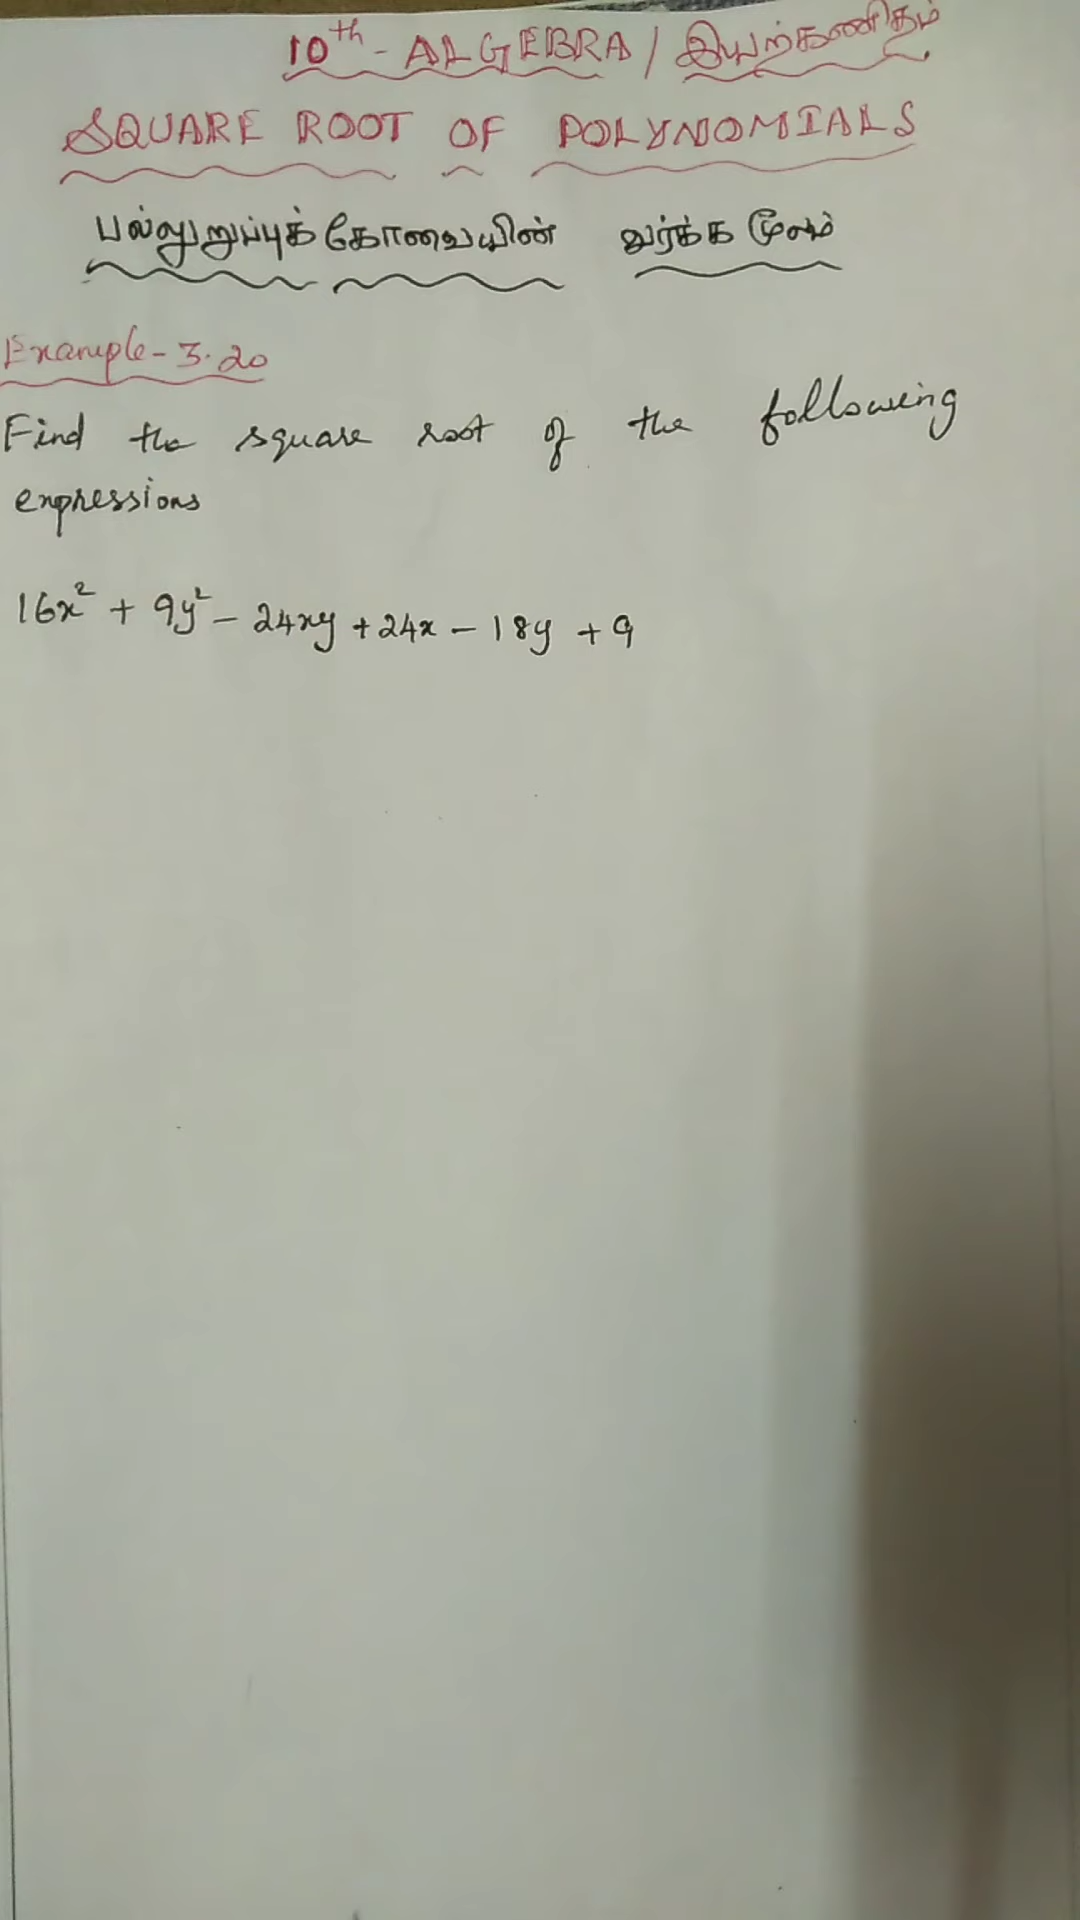 10th - ALGEBRA / இயற்கணிதம்
SQUARE ROOT OF POLYNOMIALS
பல்லுறுப்புக்கோவையின் வர்க்க மூலம்
Example - 3.20
Find the square root of the following
expressions
16x² + 9y² - 24xy + 24x - 18y + 9